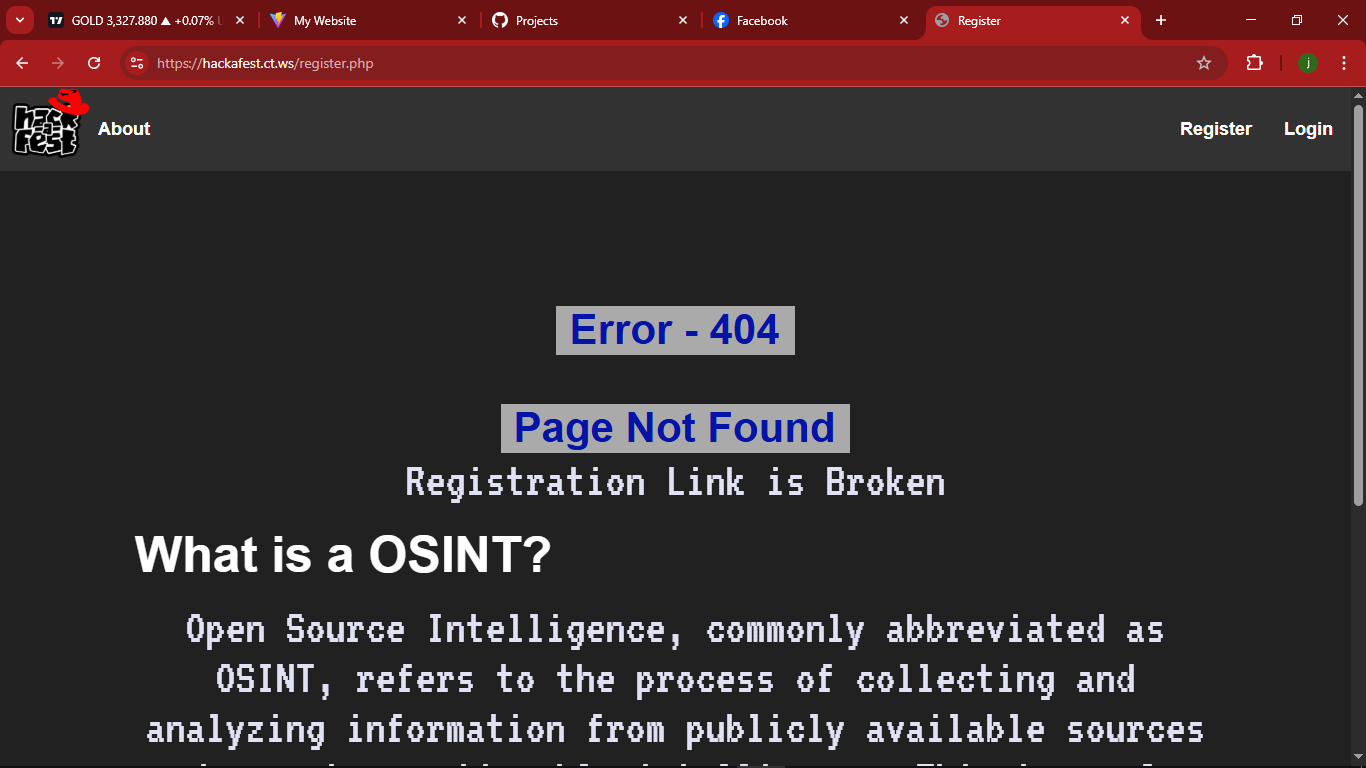 GOLD 3,327.880 ▲ +0.07%
My Website
Projects
Facebook
Register
https://hackafest.ct.ws/register.php
j
hack
a
fest
About
Register
Login
Error - 404
Page Not Found
Registration Link is Broken
What is a OSINT?
Open Source Intelligence, commonly abbreviated as
OSINT, refers to the process of collecting and
analyzing information from publicly available sources